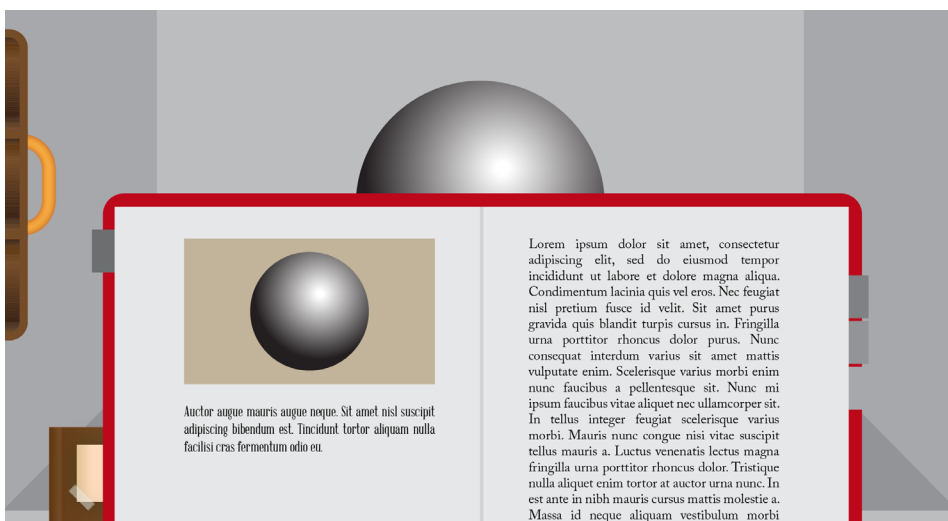 Auctor augue mauris augue neque. Sit amet nisl suscipit
adipiscing bibendum est. Tincidunt tortor aliquam nulla
facilisi cras fermentum odio eu.
Lorem ipsum dolor sit amet, consectetur
adipiscing elit, sed do eiusmod tempor
incididunt ut labore et dolore magna aliqua.
Condimentum lacinia quis vel eros. Nec feugiat
nisl pretium fusce id velit. Sit amet purus
gravida quis blandit turpis cursus in. Fringilla
urna porttitor rhoncus dolor purus. Nunc
consequat interdum varius sit amet mattis
vulputate enim. Scelerisque varius morbi enim
nunc faucibus a pellentesque sit. Nunc mi
ipsum faucibus vitae aliquet nec ullamcorper sit.
In tellus integer feugiat scelerisque varius
morbi. Mauris nunc congue nisi vitae suscipit
tellus mauris a. Luctus venenatis lectus magna
fringilla urna porttitor rhoncus dolor. Tristique
nulla aliquet enim tortor at auctor urna nunc. In
est ante in nibh mauris cursus mattis molestie a.
Massa id neque aliquam vestibulum morbi